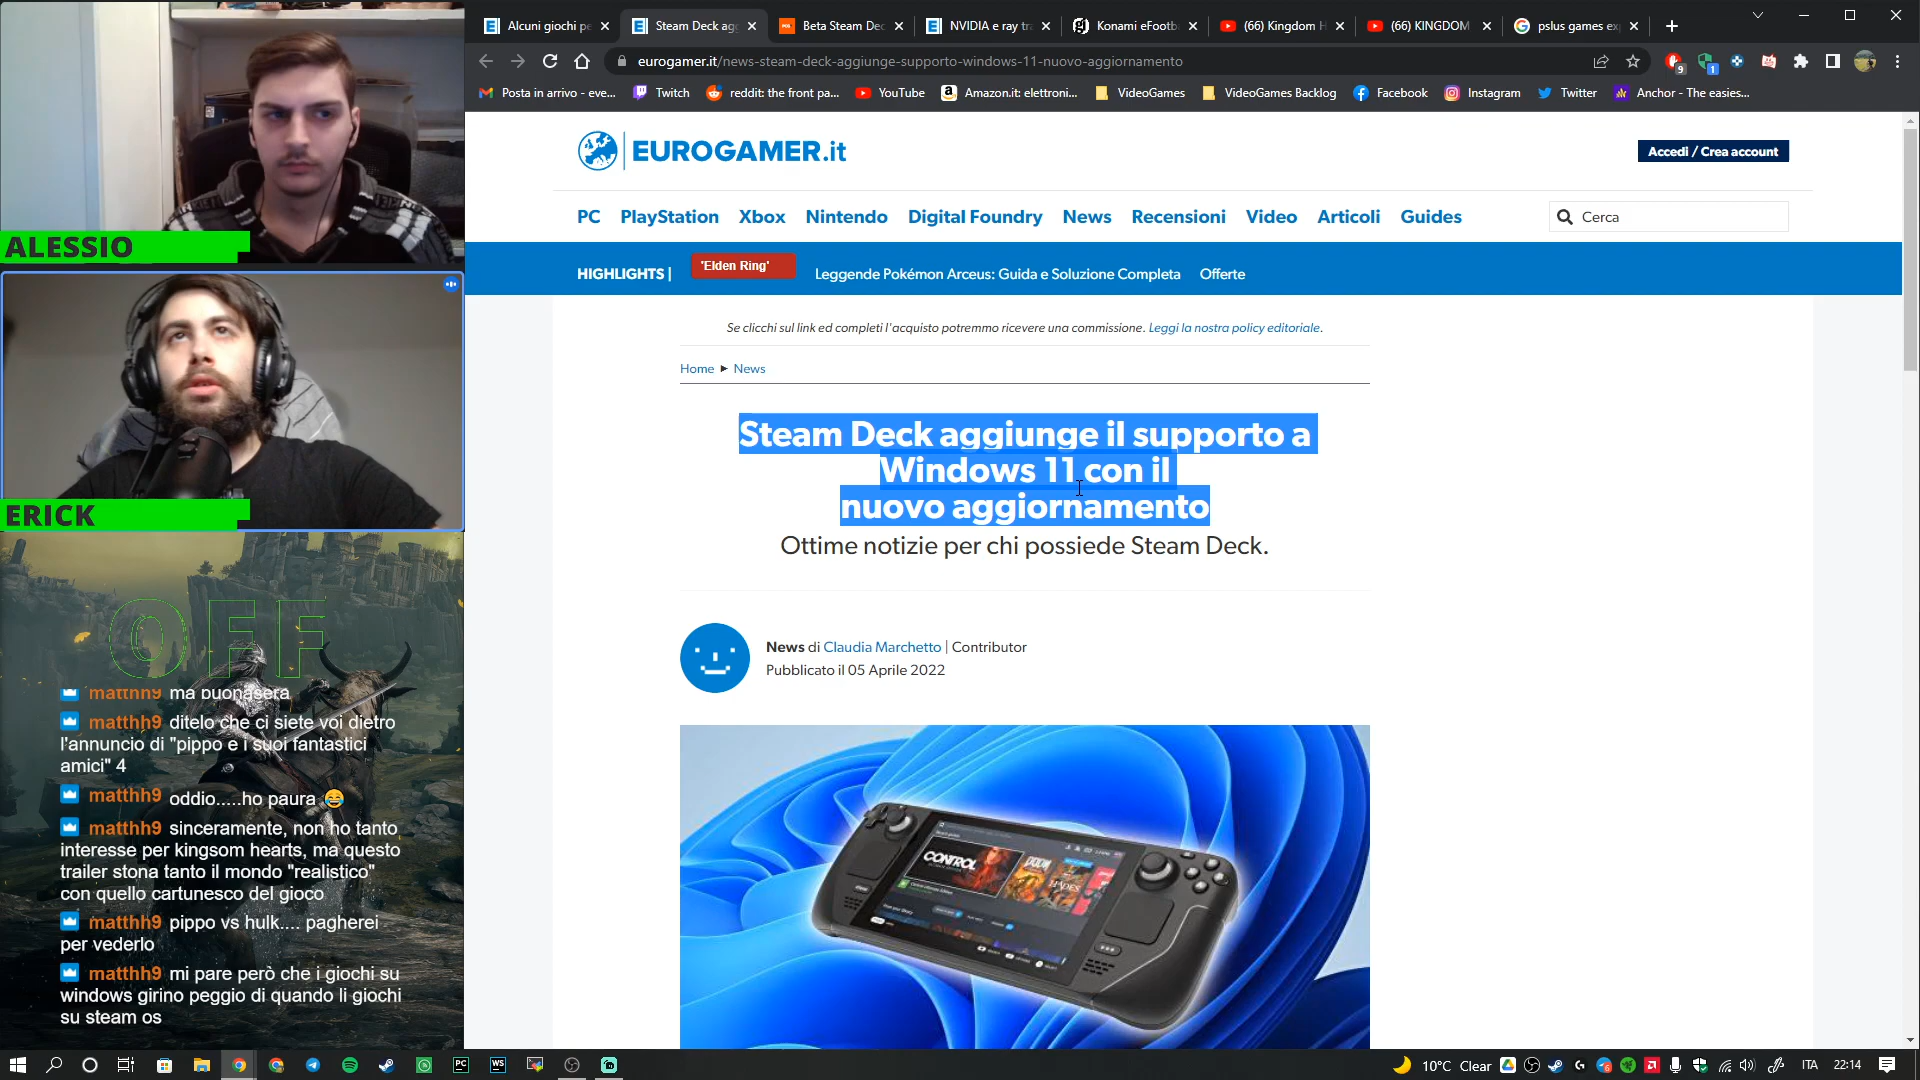 Alcuni giochi pe
Steam Deck agg
Beta Steam Dec
NVIDIA e ray tr
Konami eFootb
(66) Kingdom H
(66) KINGDOM
pslus games ex
eurogamer.it/news-steam-deck-aggiunge-supporto-windows-11-nuovo-aggiornamento
9
1
Posta in arrivo - eve...
Twitch
reddit: the front pa...
YouTube
Amazon.it: elettroni...
VideoGames
VideoGames Backlog
Facebook
Instagram
Twitter
Anchor - The easies...
EUROGAMER.it
Accedi / Crea account
PC PlayStation Xbox Nintendo Digital Foundry News Recensioni Video Articoli Guides
Cerca
HIGHLIGHTS |
'Elden Ring'
Leggende Pokémon Arceus: Guida e Soluzione Completa
Offerte
Se clicchi sul link ed completi l'acquisto potremmo ricevere una commissione. Leggi la nostra policy editoriale.
Home ▶ News
Steam Deck aggiunge il supporto a
Windows 11 con il
nuovo aggiornamento
Ottime notizie per chi possiede Steam Deck.
News di Claudia Marchetto | Contributor
Pubblicato il 05 Aprile 2022
CONTROL
DOOM
HADES
ALESSIO
ERICK
OFF
matthh9 ma buonasera
matthh9 ditelo che ci siete voi dietro
l'annuncio di "pippo e i suoi fantastici
amici" 4
matthh9 oddio.....ho paura 😂
matthh9 sinceramente, non ho tanto
interesse per kingsom hearts, ma questo
trailer stona tanto il mondo "realistico"
con quello cartunesco del gioco
matthh9 pippo vs hulk.... pagherei
per vederlo
matthh9 mi pare però che i giochi su
windows girino peggio di quando li giochi
su steam os
10°C Clear
ITA
22:14